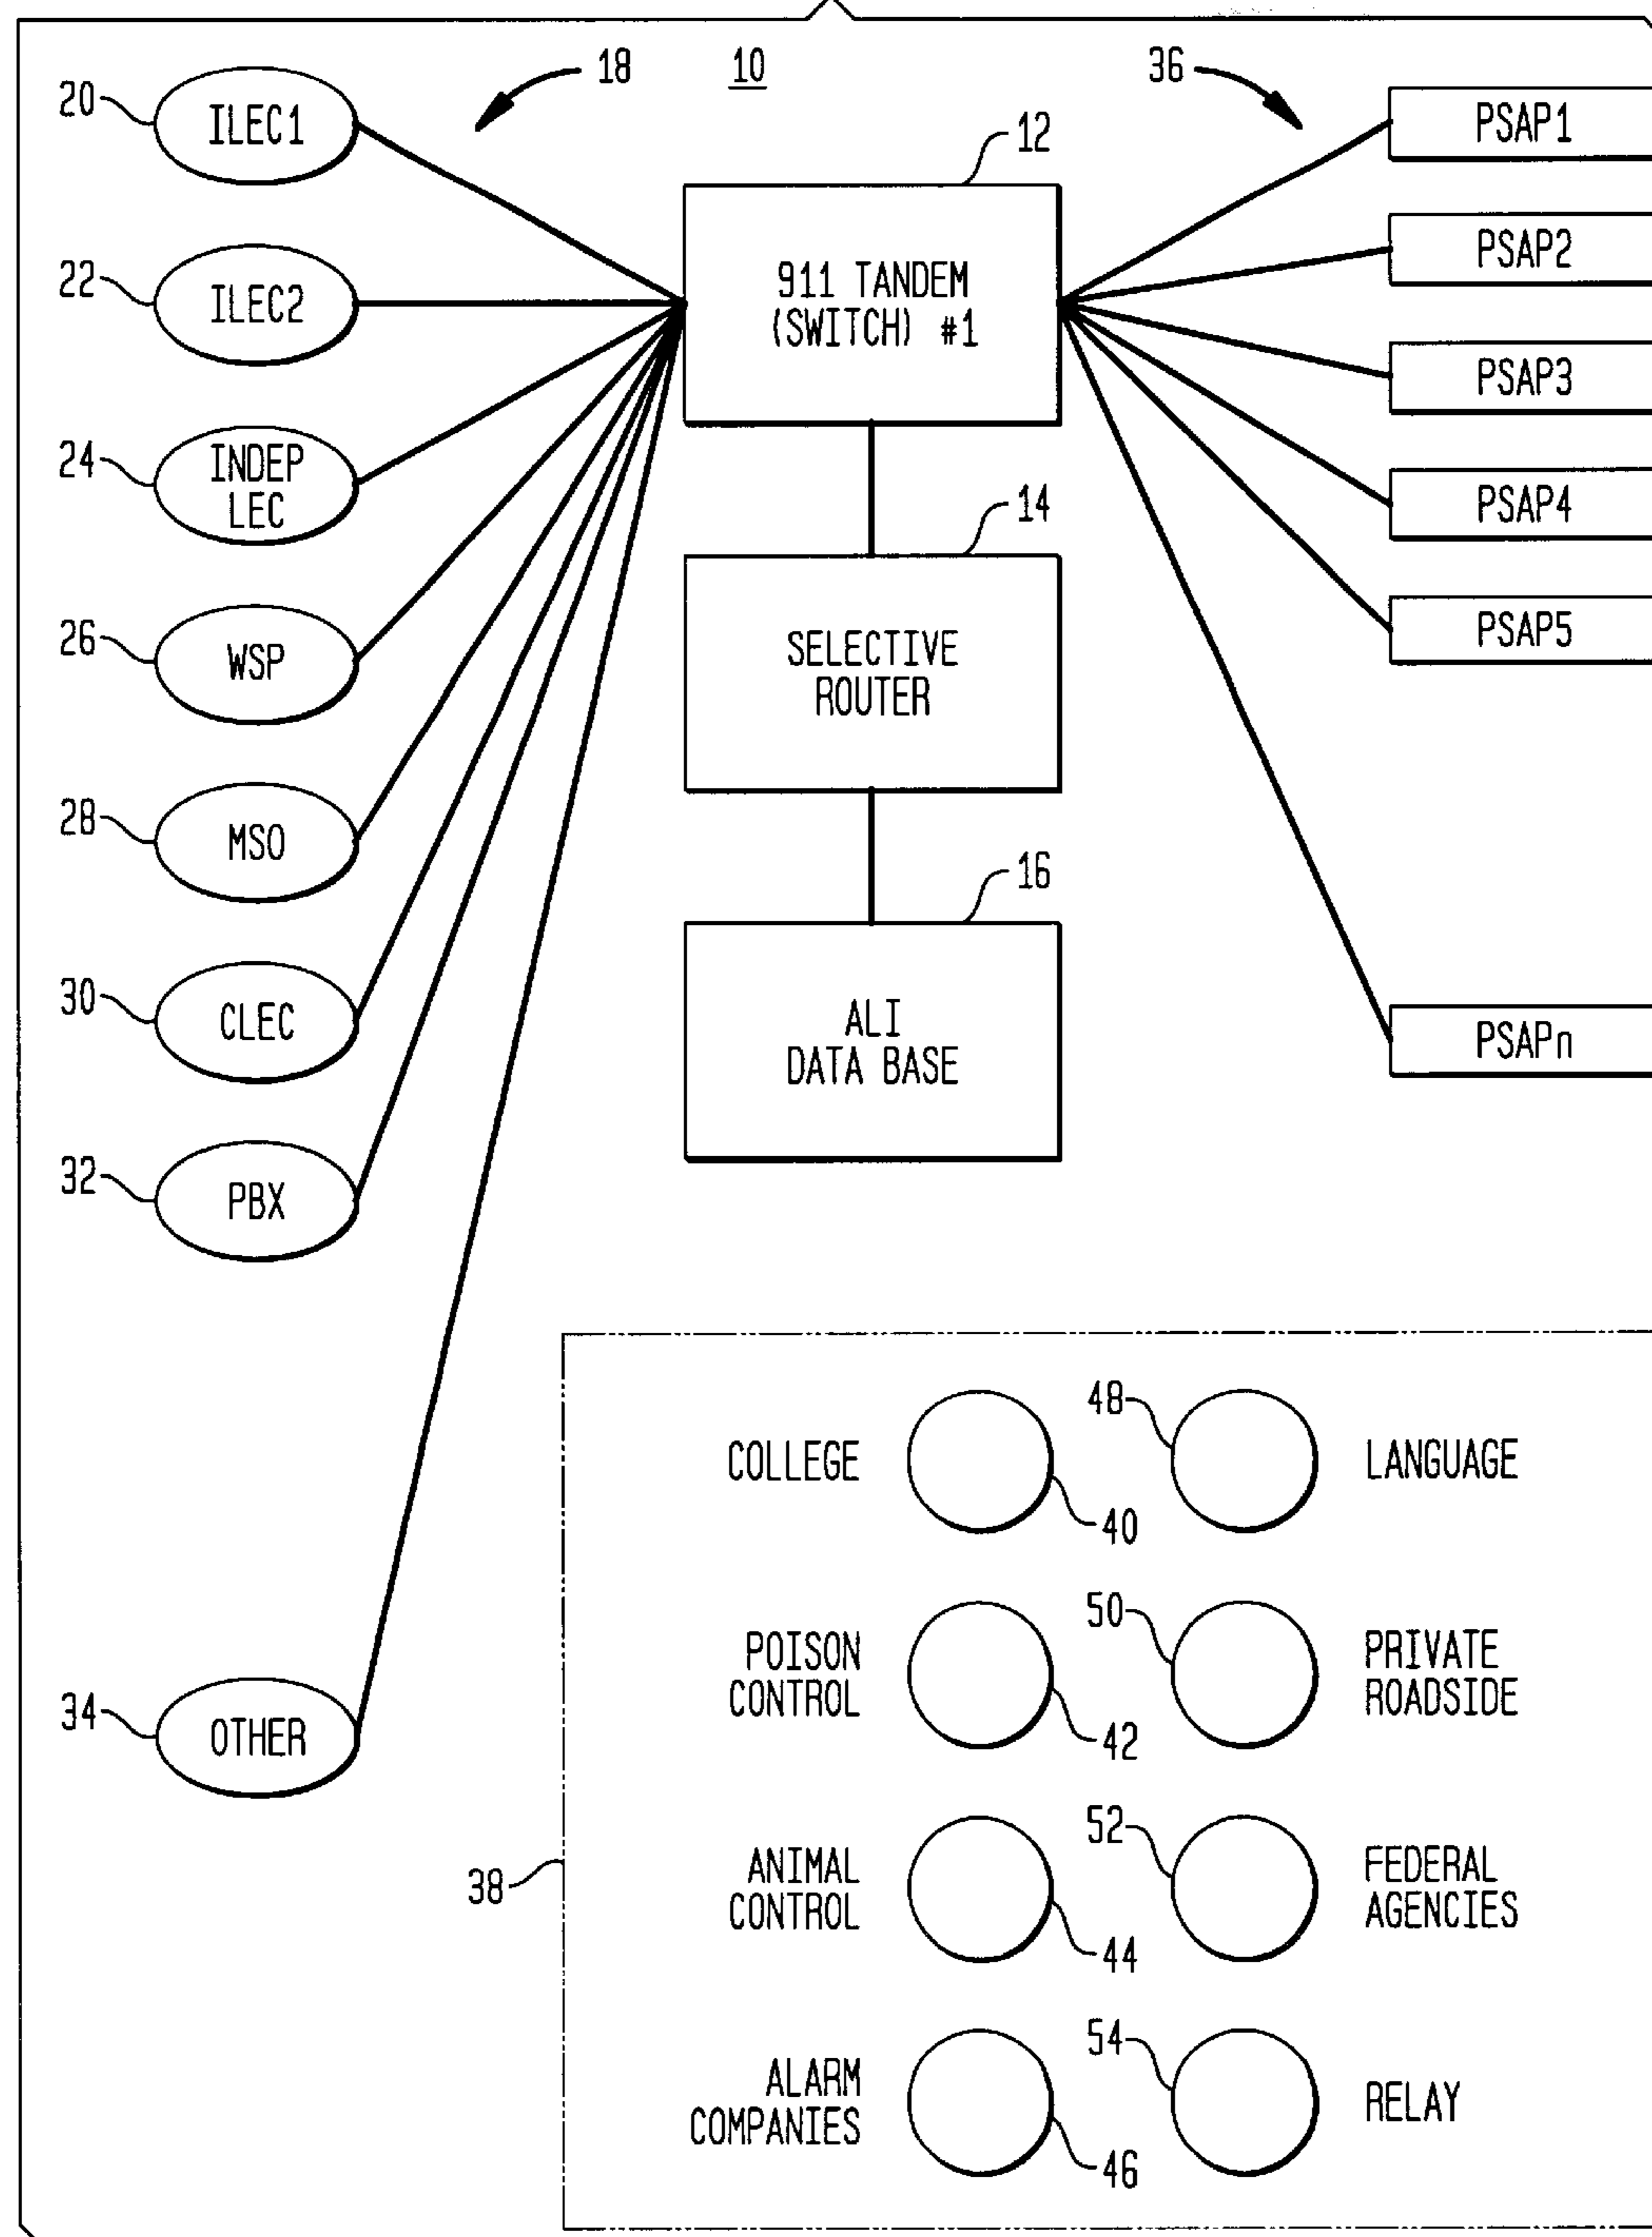 18
10
36
20
ILEC1
PSAP1
12
22
ILEC2
911 TANDEM
(SWITCH) #1
PSAP2
PSAP3
24
INDEP
LEC
14
PSAP4
26
WSP
SELECTIVE
ROUTER
PSAP5
28
MSO
16
30
CLEC
ALI
DATA BASE
PSAPn
32
PBX
34
OTHER
38
COLLEGE
40
48
LANGUAGE
POISON
CONTROL
42
50
PRIVATE
ROADSIDE
ANIMAL
CONTROL
44
52
FEDERAL
AGENCIES
ALARM
COMPANIES
46
54
RELAY